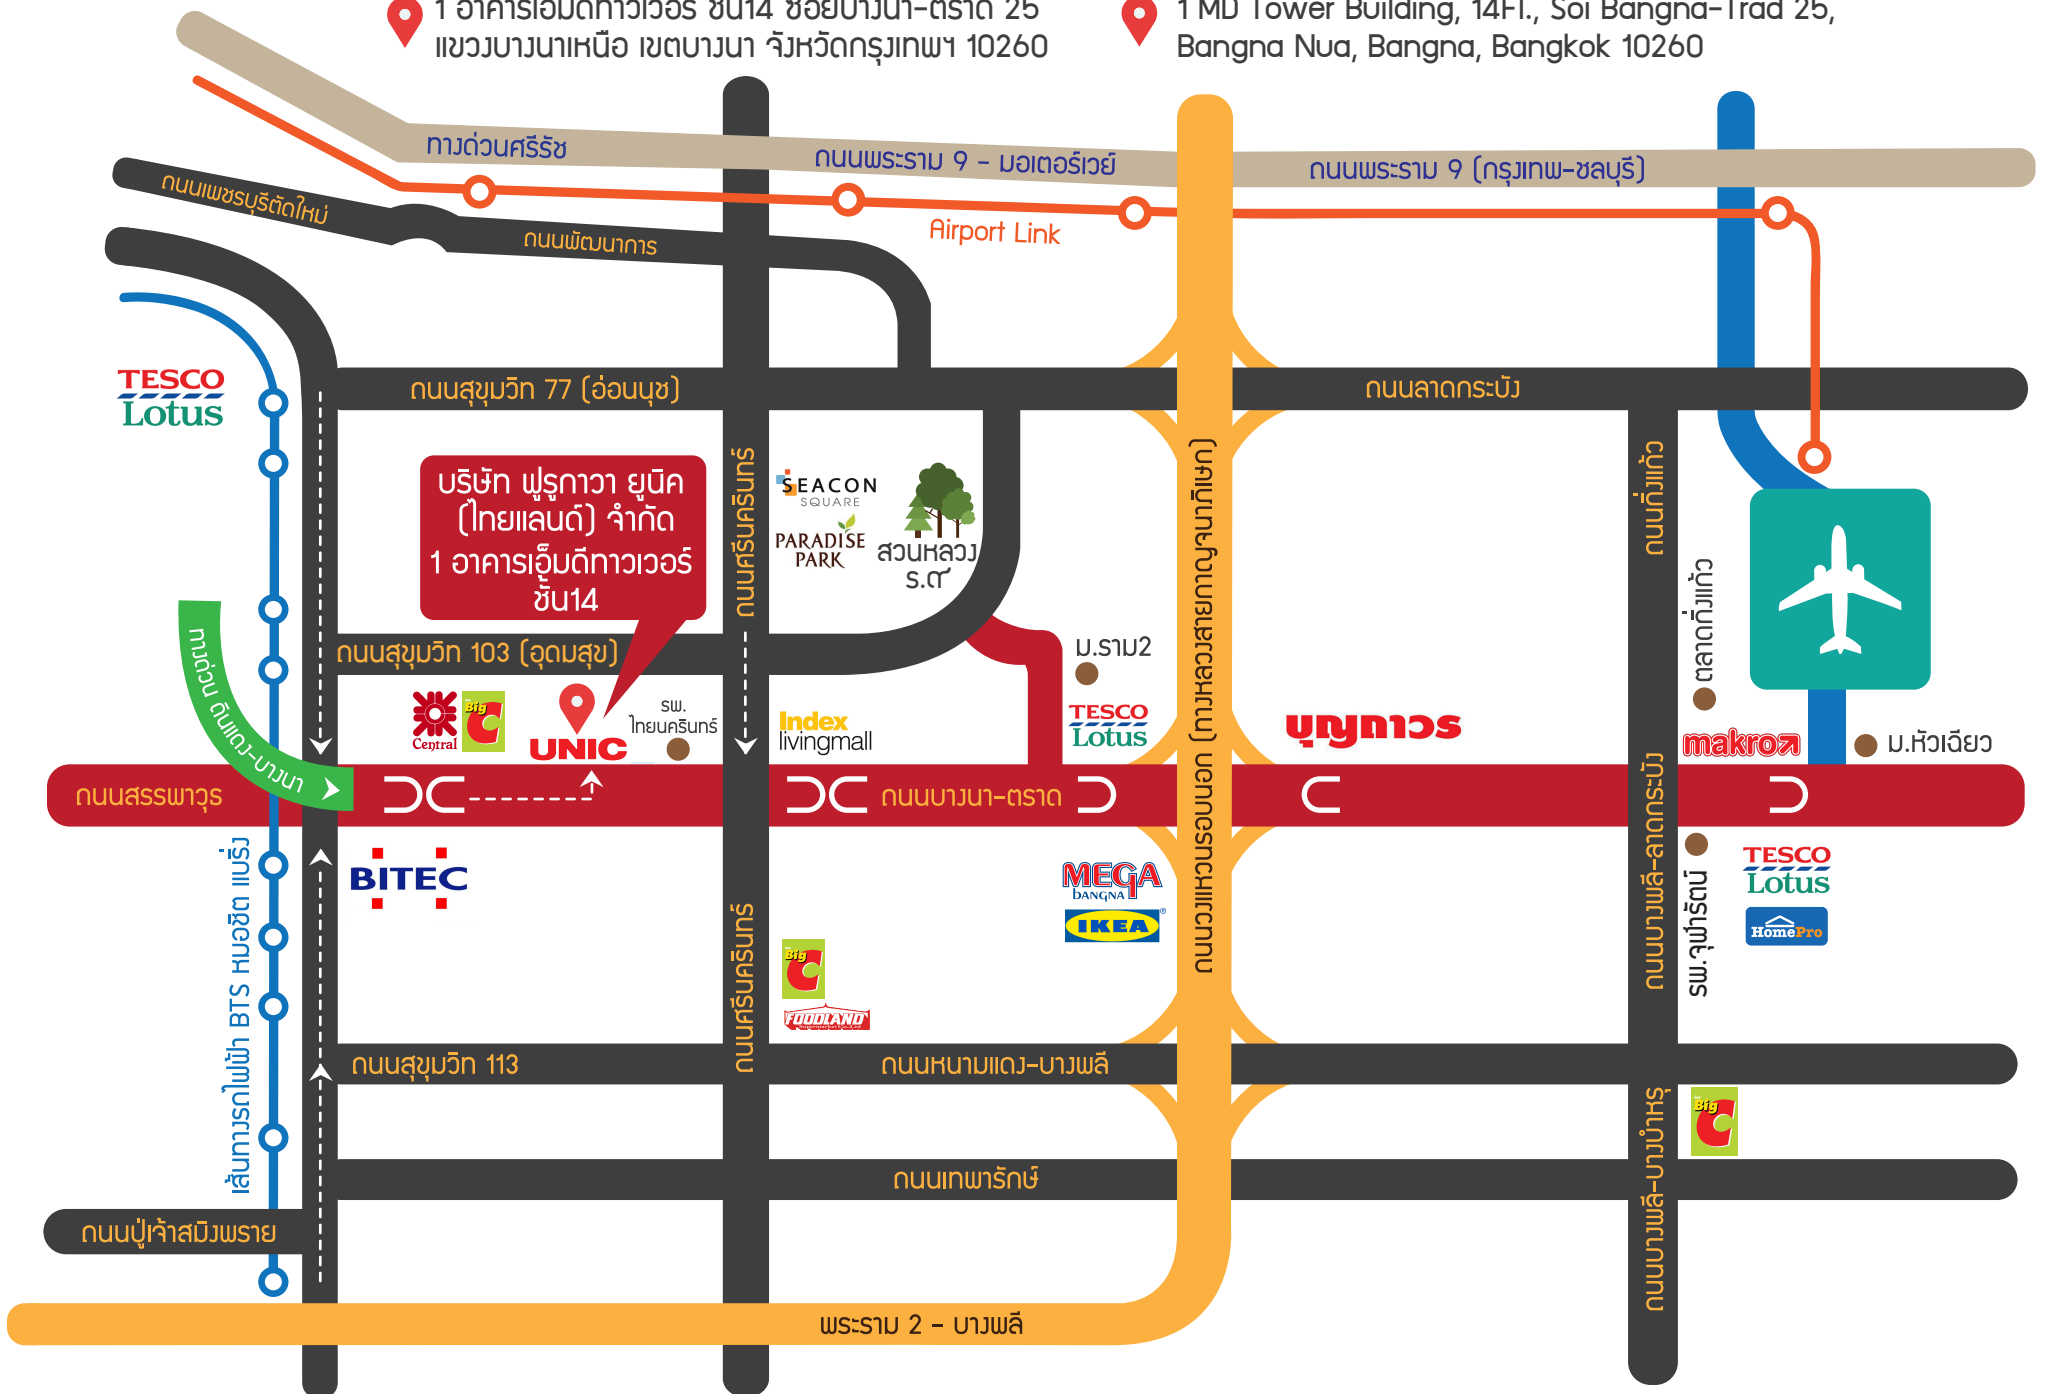 1 อาคารเอ็มดีทาวเวอร์ ชั้น14 ซอยบางนา-ตราด 25
แขวงบางนาเหนือ เขตบางนา จังหวัดกรุงเทพฯ 10260
1 MD Tower Building, 14Fl., Soi Bangna-Trad 25,
Bangna Nua, Bangna, Bangkok 10260
ทางด่วนศรีรัช
ถนนพระราม 9 - มอเตอร์เวย์
ถนนพระราม 9 (กรุงเทพ-ชลบุรี)
ถนนเพชรบุรีตัดใหม่
ถนนพัฒนาการ
Airport Link
TESCO
Lotus
ถนนสุขุมวิท 77 (อ่อนนุช)
ถนนลาดกระบัง
บริษัท ฟูรูกาวา ยูนิค
(ไทยแลนด์) จำกัด
1 อาคารเอ็มดีทาวเวอร์
ชั้น14
ถนนศรีนครินทร์
SEACON
SQUARE
PARADISE
PARK
สวนหลวง
ร.๙
ถนนวงแหวนรอบนอก (ทางหลวงสายกาญจนาภิเษก)
ถนนกิ่งแก้ว
ตลาดกิ่งแก้ว
ทางด่วน ดินแดง-บางนา
ถนนสุขุมวิท 103 (อุดมสุข)
ม.ราม2
Central
Big C
UNIC
รพ.
ไทยนครินทร์
Index
livingmall
TESCO
Lotus
บุญถาวร
makro
ม.หัวเฉียว
ถนนสรรพาวุธ
ถนนบางนา-ตราด
ถนนบางพลี-ลาดกระบัง
เส้นทางรถไฟฟ้า BTS หมอชิต แบริ่ง
BITEC
MEGA
BANGNA
IKEA
รพ.จุฬารัตน์
TESCO
Lotus
HomePro
ถนนศรีนครินทร์
Big C
FOODLAND
ถนนสุขุมวิท 113
ถนนหนามแดง-บางพลี
Big C
ถนนบางพลี-บางบำหรุ
ถนนเทพารักษ์
ถนนปู่เจ้าสมิงพราย
พระราม 2 - บางพลี